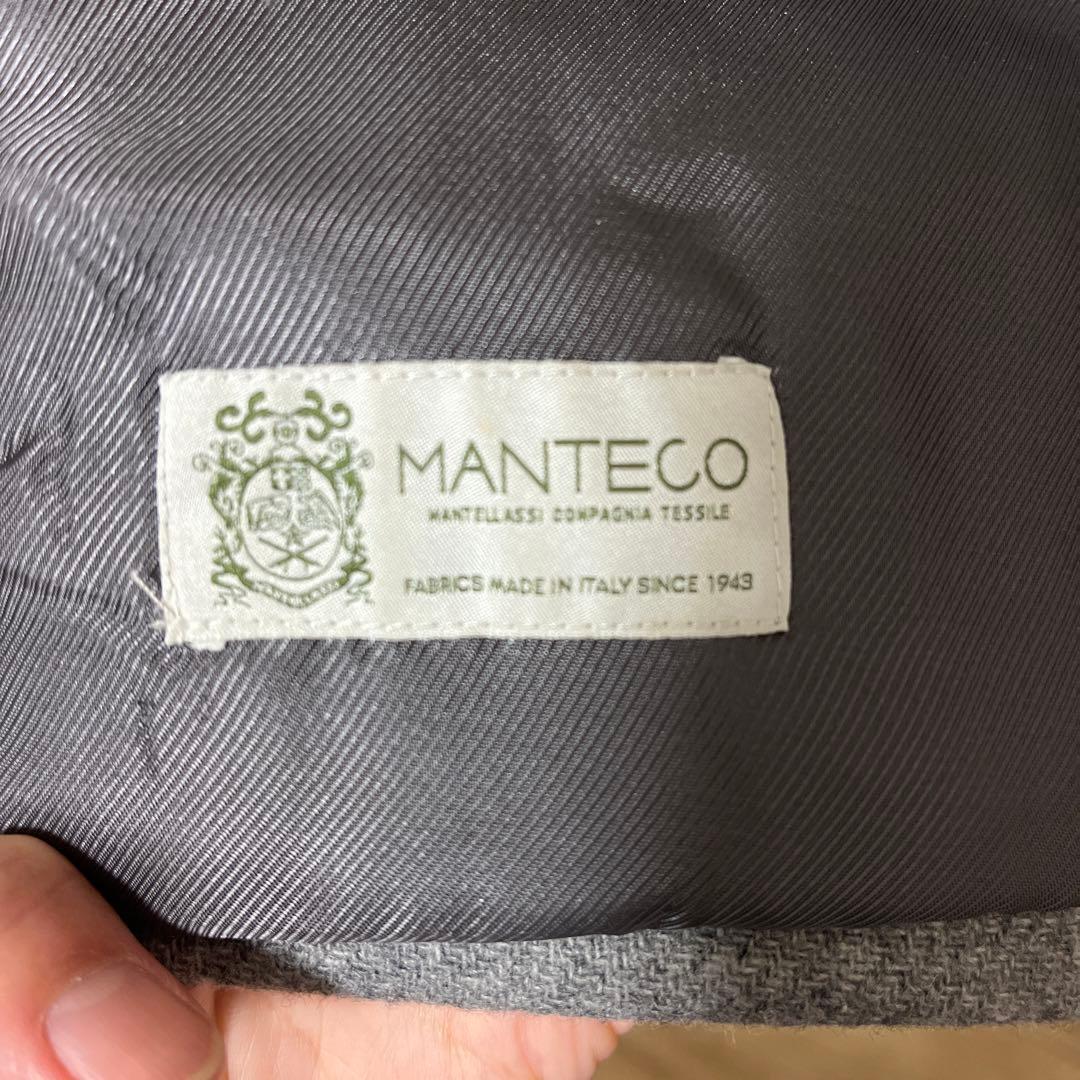 MANTECO
MANTELLASSI COMPAGNIA TESSILE
FABRICS MADE IN ITALY SINCE 1943